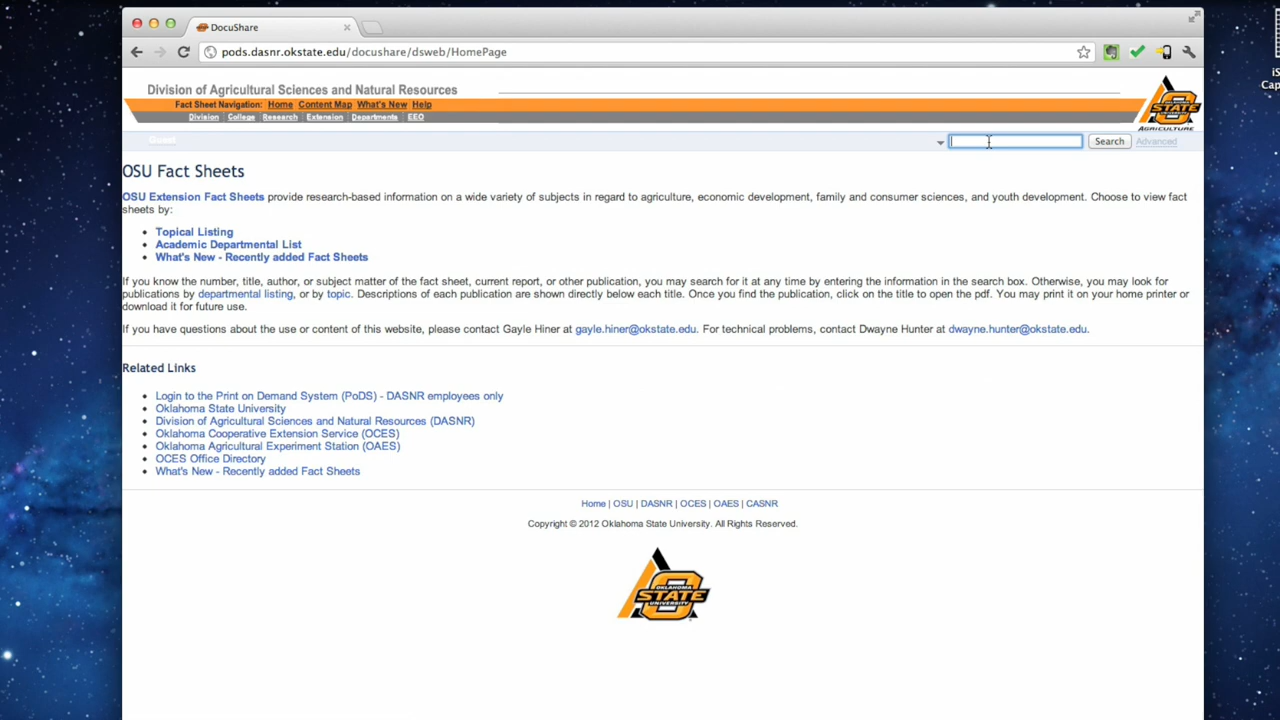 DocuShare
pods.dasnr.okstate.edu/docushare/dsweb/HomePage
Division of Agricultural Sciences and Natural Resources
Fact Sheet Navigation: Home Content Map What's New Help
Division College Research Extension Departments EEO
OKLAHOMA STATE UNIVERSITY
AGRICULTURE
Guest
Search Advanced
OSU Fact Sheets
OSU Extension Fact Sheets provide research-based information on a wide variety of subjects in regard to agriculture, economic development, family and consumer sciences, and youth development. Choose to view fact
sheets by:
• Topical Listing
• Academic Departmental List
• What's New - Recently added Fact Sheets
If you know the number, title, author, or subject matter of the fact sheet, current report, or other publication, you may search for it at any time by entering the information in the search box. Otherwise, you may look for
publications by departmental listing, or by topic. Descriptions of each publication are shown directly below each title. Once you find the publication, click on the title to open the pdf. You may print it on your home printer or
download it for future use.
If you have questions about the use or content of this website, please contact Gayle Hiner at gayle.hiner@okstate.edu. For technical problems, contact Dwayne Hunter at dwayne.hunter@okstate.edu.
Related Links
• Login to the Print on Demand System (PoDS) - DASNR employees only
• Oklahoma State University
• Division of Agricultural Sciences and Natural Resources (DASNR)
• Oklahoma Cooperative Extension Service (OCES)
• Oklahoma Agricultural Experiment Station (OAES)
• OCES Office Directory
• What's New - Recently added Fact Sheets
Home | OSU | DASNR | OCES | OAES | CASNR
Copyright © 2012 Oklahoma State University. All Rights Reserved.
OKLAHOMA
STATE
UNIVERSITY
iS
Cap